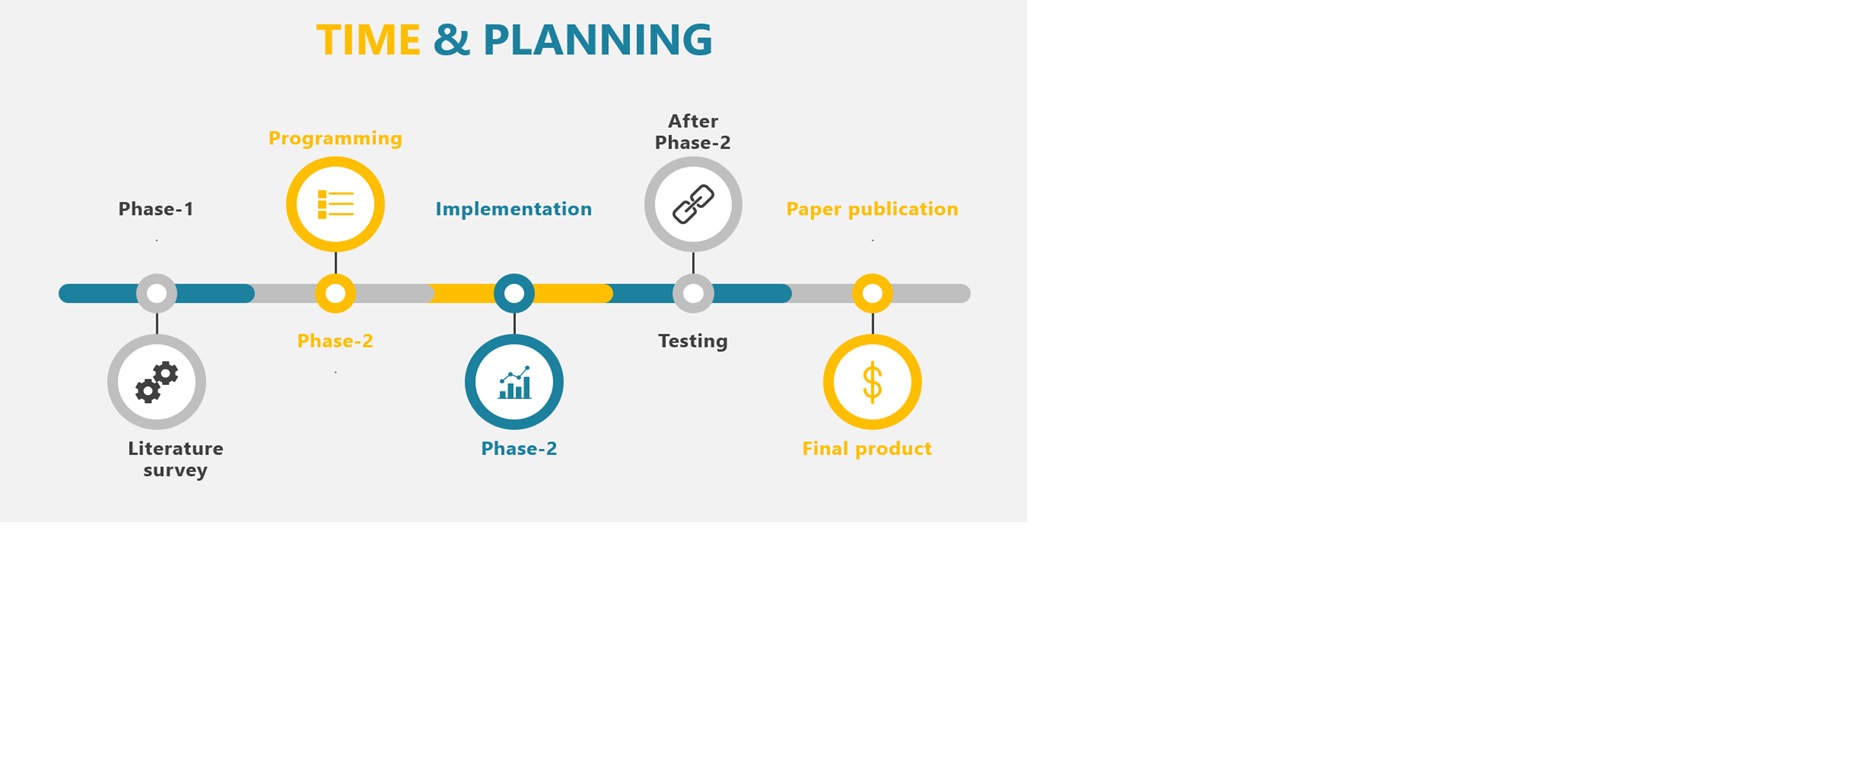 TIME & PLANNING
Phase-1
Literature
survey
Programming
Phase-2
Implementation
Phase-2
After
Phase-2
Testing
Paper publication
Final product